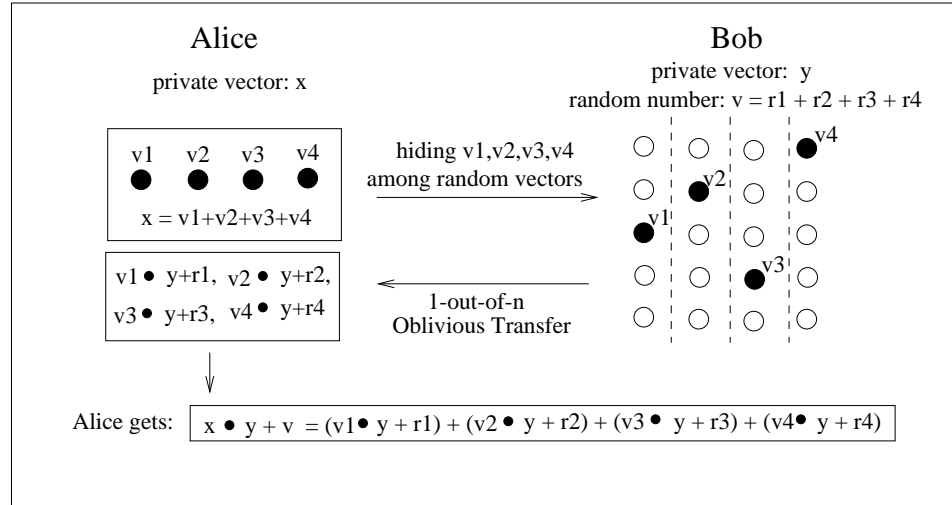 Alice
private vector: x
v1 v2 v3 v4
x = v1+v2+v3+v4
hiding v1,v2,v3,v4
among random vectors
Bob
private vector: y
random number: v = r1 + r2 + r3 + r4
v4
v2
v1
v3
v1 • y+r1, v2 • y+r2,
v3 • y+r3, v4 • y+r4
1-out-of-n
Oblivious Transfer
Alice gets: x • y + v = (v1 • y + r1) + (v2 • y + r2) + (v3 • y + r3) + (v4 • y + r4)